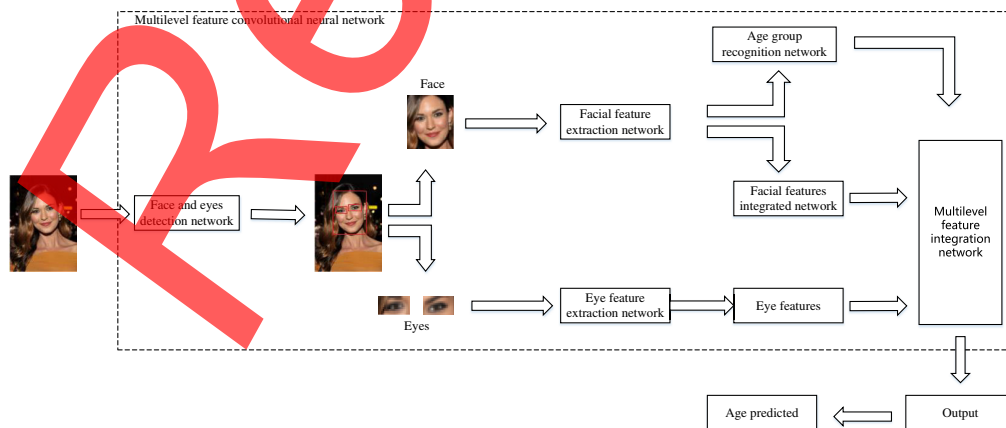 Multilevel feature convolutional neural network
Age group
recognition network
Face
Facial feature
extraction network
Face and eyes
detection network
Facial features
integrated network
Multilevel
feature
integration
network
Eye feature
extraction network
Eye features
Eyes
Age predicted
Output
Re